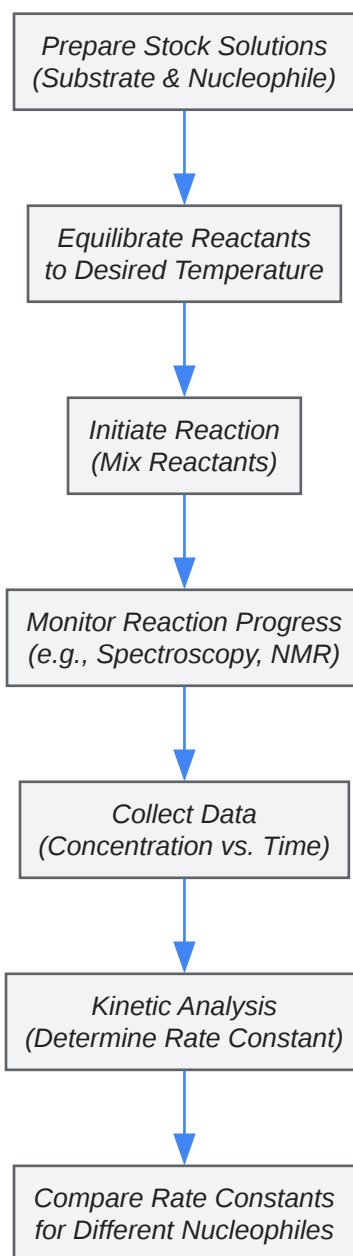 Prepare Stock Solutions
(Substrate & Nucleophile)
Equilibrate Reactants
to Desired Temperature
Initiate Reaction
(Mix Reactants)
Monitor Reaction Progress
(e.g., Spectroscopy, NMR)
Collect Data
(Concentration vs. Time)
Kinetic Analysis
(Determine Rate Constant)
Compare Rate Constants
for Different Nucleophiles